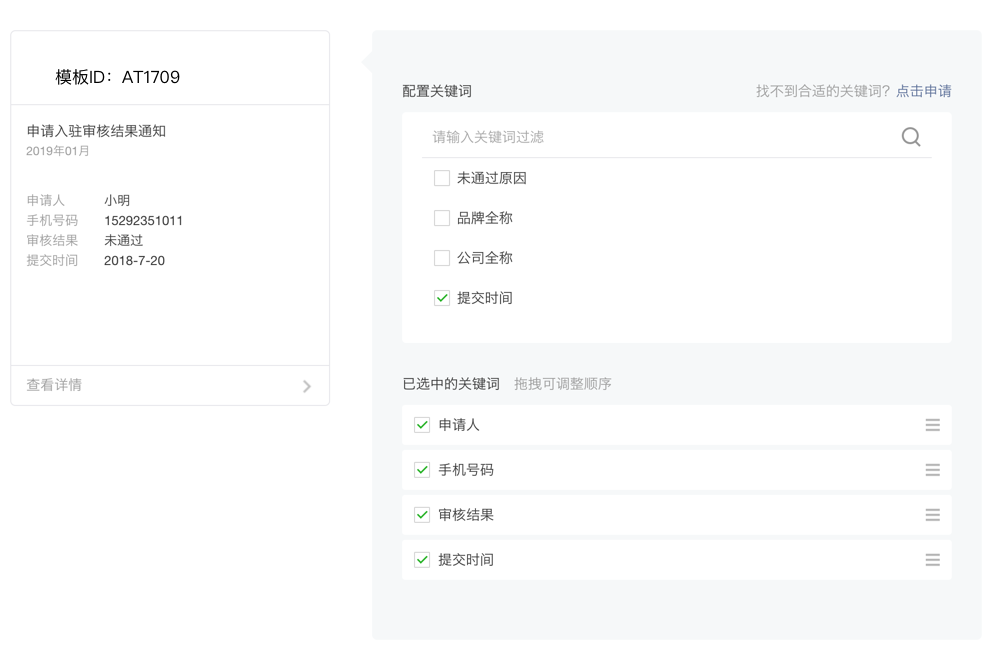 模板ID：AT1709
申请入驻审核结果通知
2019年01月
申请人 小明
手机号码 15292351011
审核结果 未通过
提交时间 2018-7-20
查看详情
配置关键词 找不到合适的关键词？点击申请
请输入关键词过滤
未通过原因
品牌全称
公司全称
提交时间
已选中的关键词 拖拽可调整顺序
申请人
手机号码
审核结果
提交时间